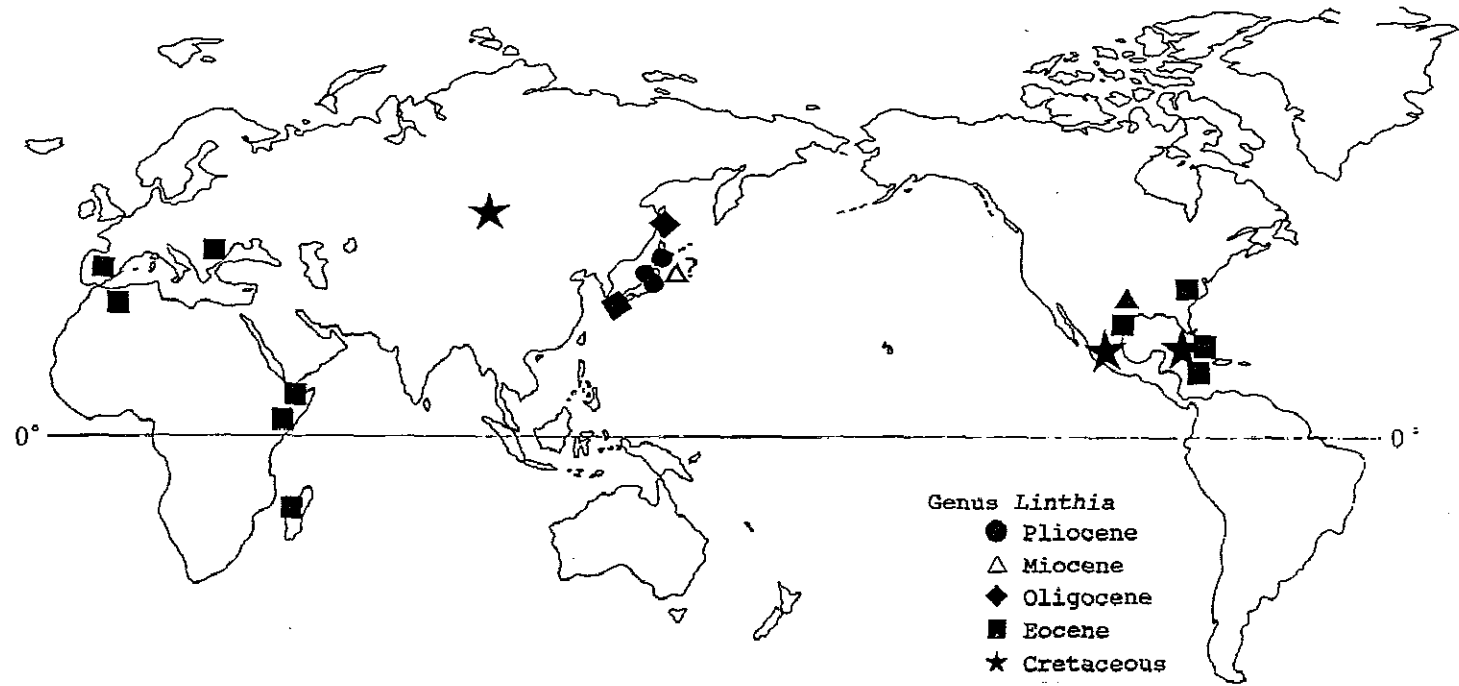 ?
0°
0°
Genus Linthia
Pliocene
Miocene
Oligocene
Eocene
Cretaceous